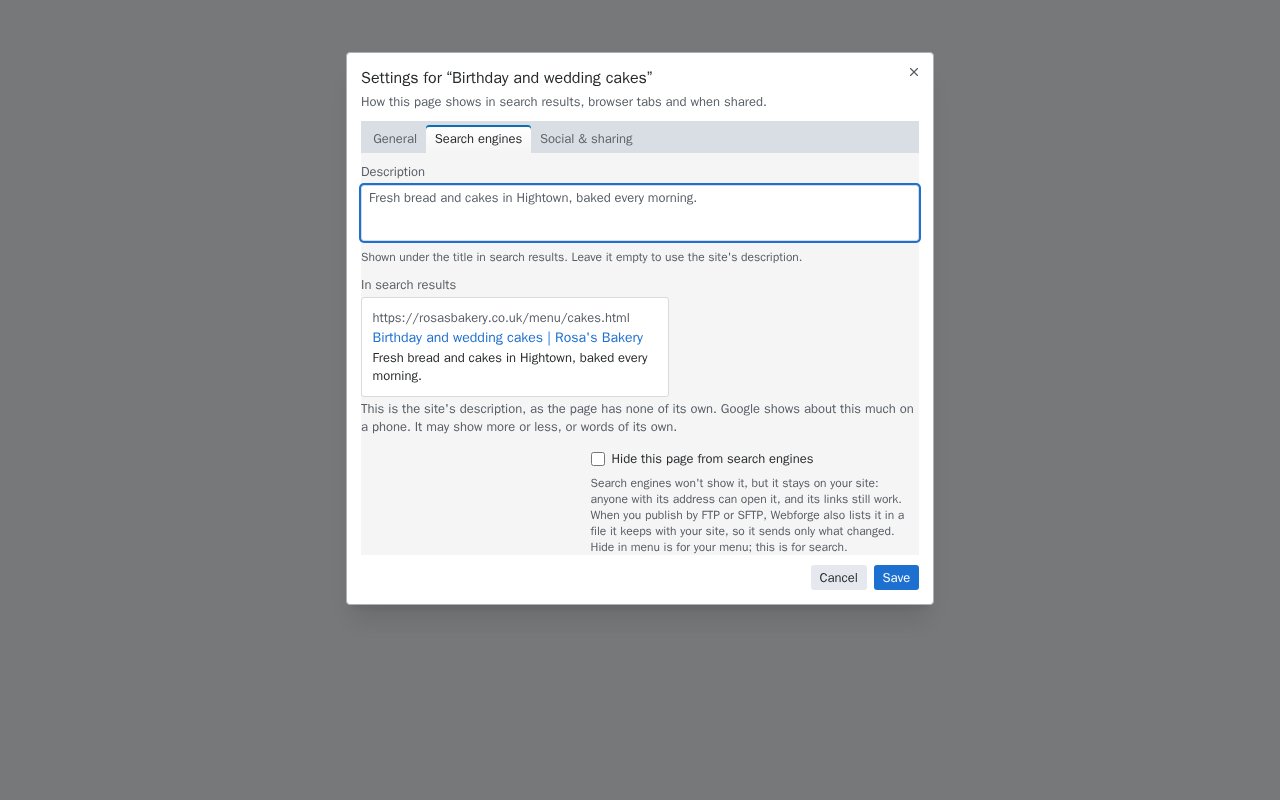 Settings for “Birthday and wedding cakes”
How this page shows in search results, browser tabs and when shared.
General
Search engines
Social & sharing
Description
Fresh bread and cakes in Hightown, baked every morning.
Shown under the title in search results. Leave it empty to use the site's description.
In search results
https://rosasbakery.co.uk/menu/cakes.html
Birthday and wedding cakes | Rosa's Bakery
Fresh bread and cakes in Hightown, baked every
morning.
This is the site's description, as the page has none of its own. Google shows about this much on
a phone. It may show more or less, or words of its own.
Hide this page from search engines
Search engines won't show it, but it stays on your site:
anyone with its address can open it, and its links still work.
When you publish by FTP or SFTP, Webforge also lists it in a
file it keeps with your site, so it sends only what changed.
Hide in menu is for your menu; this is for search.
Cancel
Save